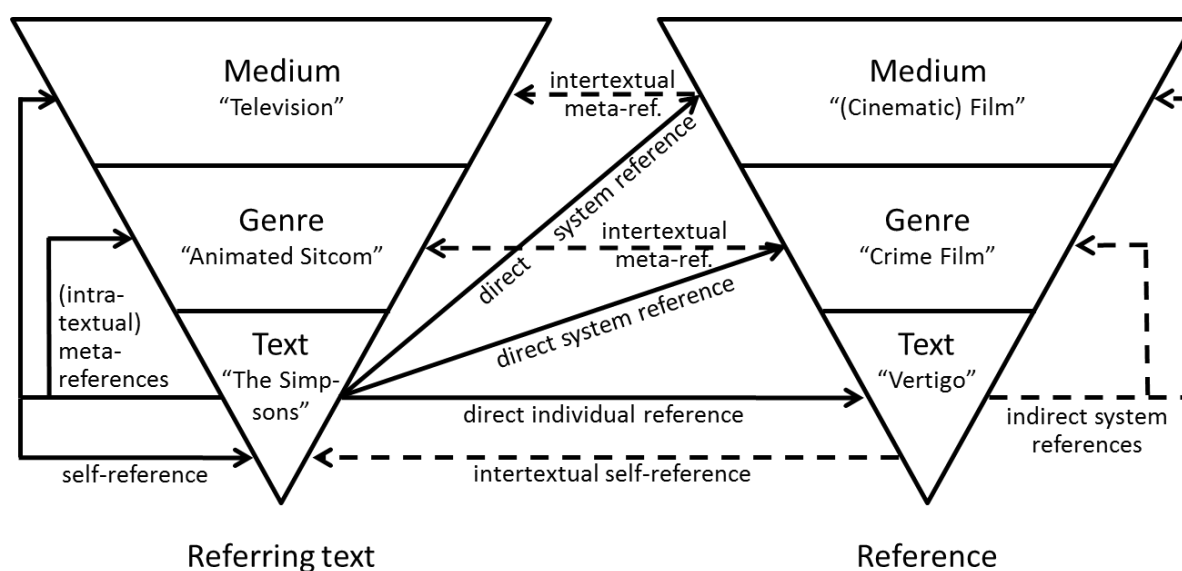 Medium
“Television”
intertextual
meta-ref.
Medium
“(Cinematic) Film”
direct system reference
Genre
“Animated Sitcom”
intertextual
meta-ref.
Genre
“Crime Film”
direct system reference
(intra-
textual)
meta-
references
Text
“The Simp-
sons”
Text
“Vertigo”
direct individual reference
indirect system
references
self-reference
intertextual self-reference
Referring text
Reference